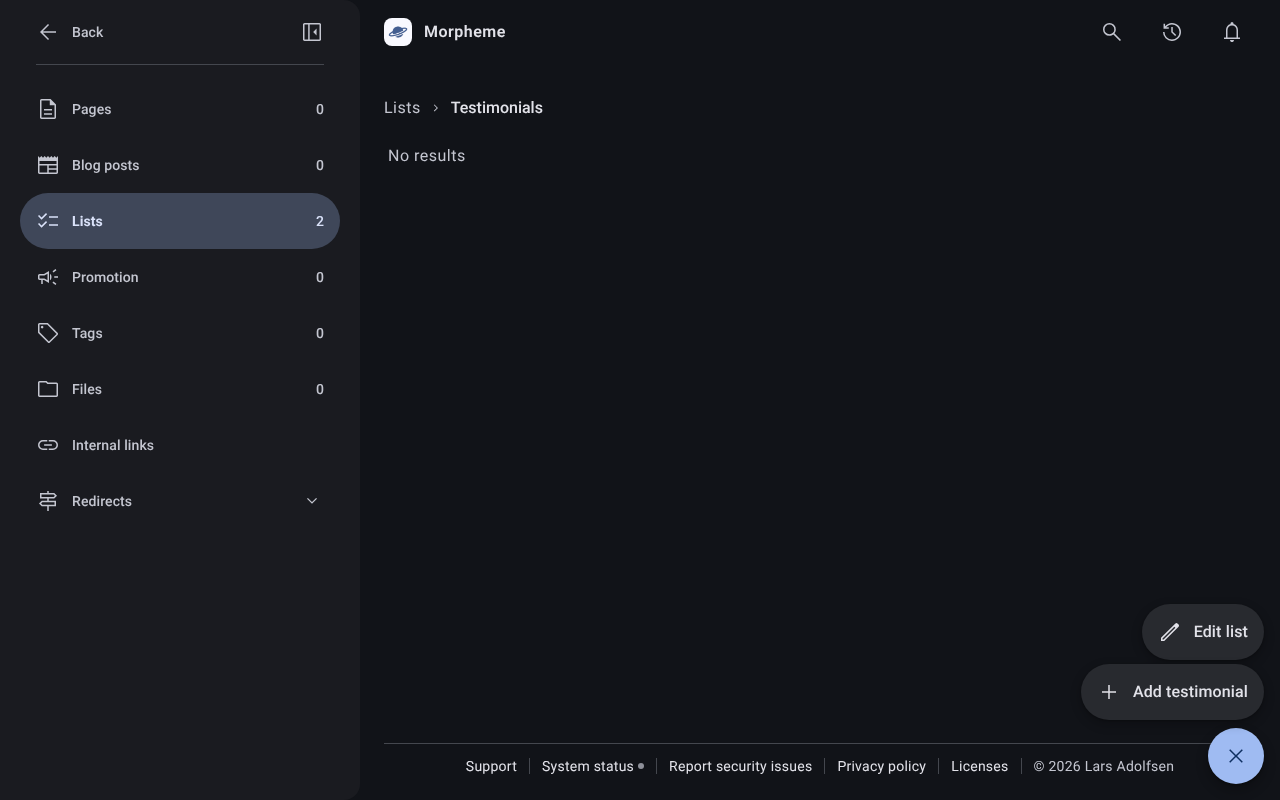 Back
Pages 0
Blog posts 0
Lists 2
Promotion 0
Tags 0
Files 0
Internal links
Redirects
Morpheme
Lists > Testimonials
No results
Edit list
Add testimonial
Support System status Report security issues Privacy policy Licenses © 2026 Lars Adolfsen